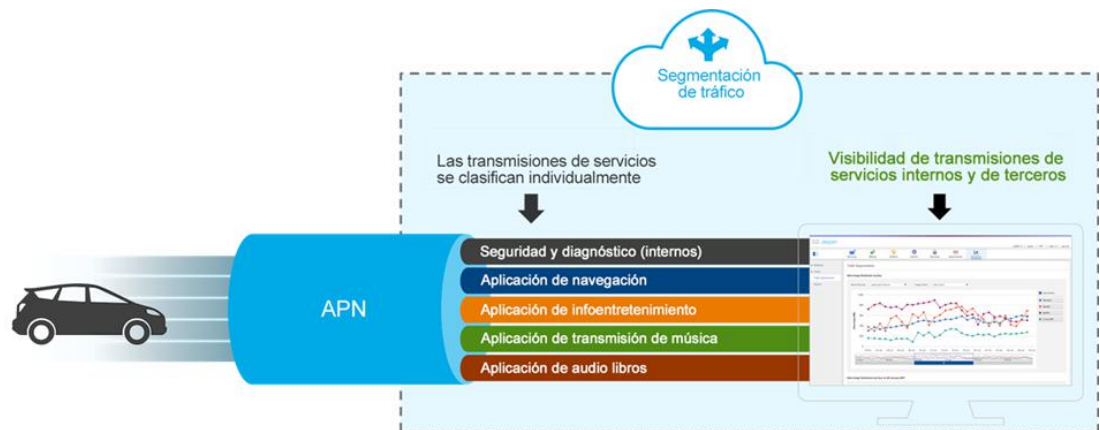 Segmentación
de tráfico
Las transmisiones de servicios
se clasifican individualmente
Visibilidad de transmisiones de
servicios internos y de terceros
APN
Seguridad y diagnóstico (internos)
Aplicación de navegación
Aplicación de infoentretenimiento
Aplicación de transmisión de música
Aplicación de audio libros